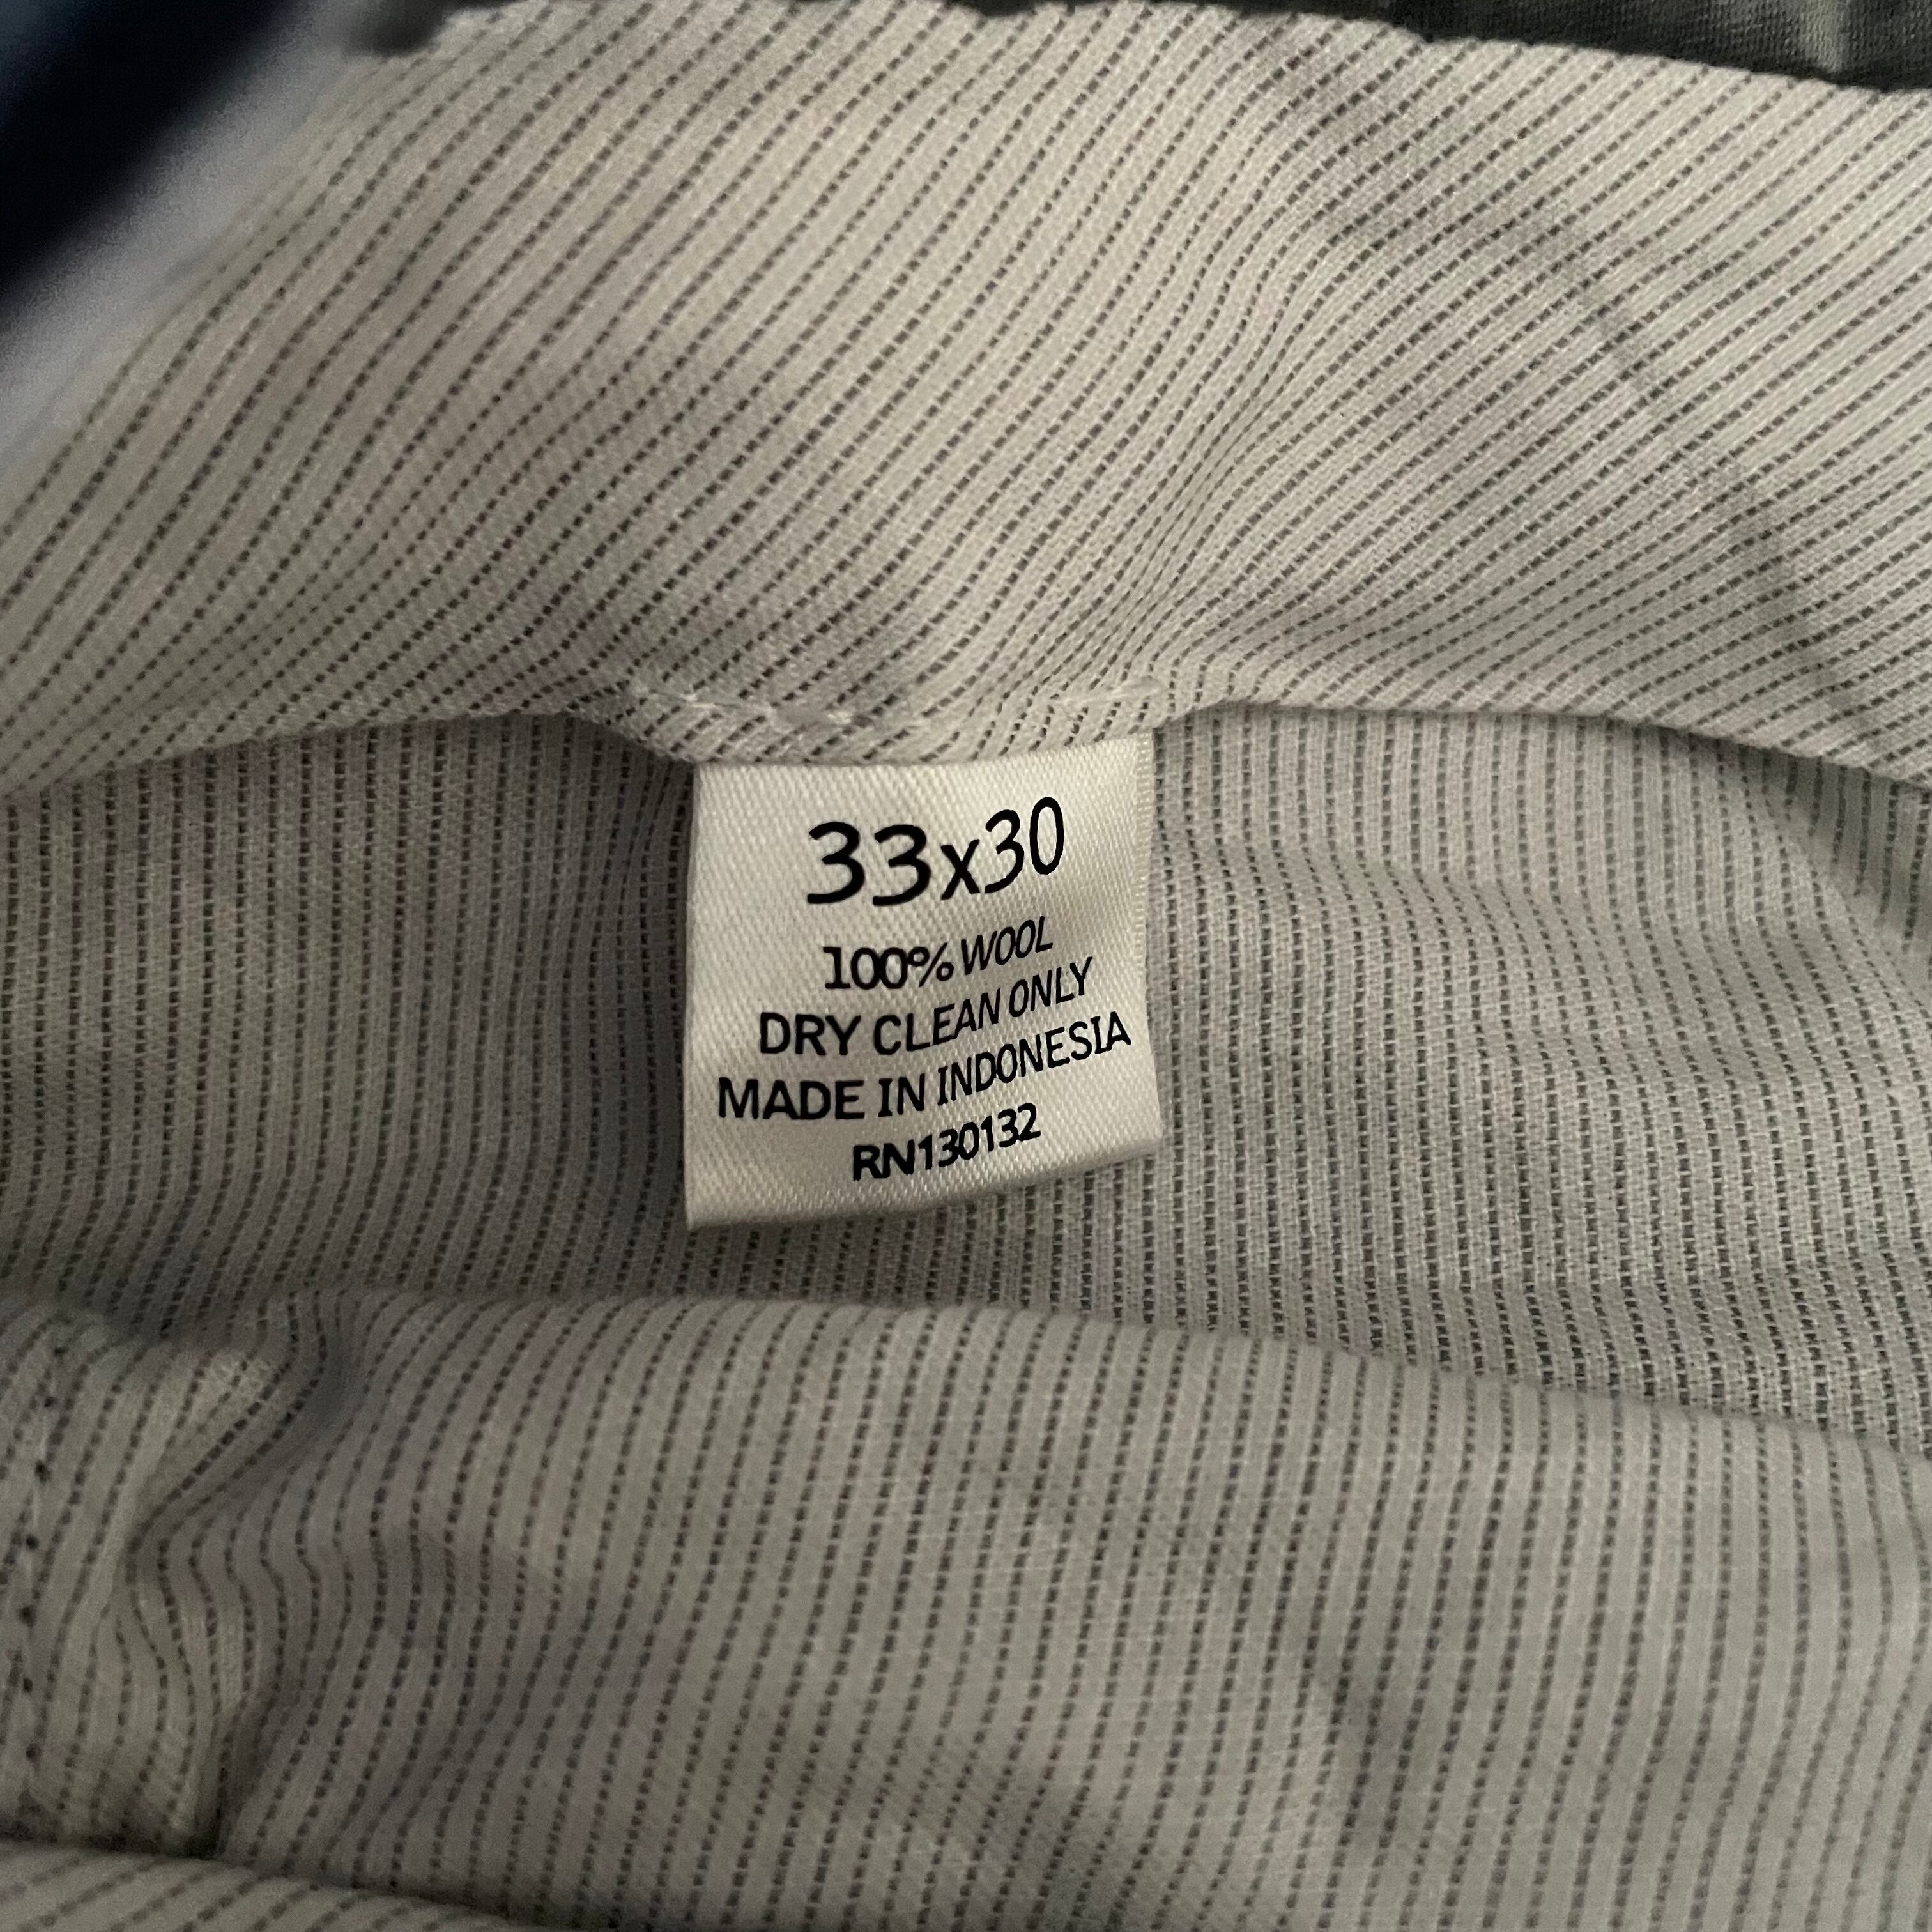 33x30
100% WOOL
DRY CLEAN ONLY
MADE IN INDONESIA
RN130132